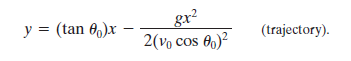 y = (tan θ₀)x − gx² / 2(v₀ cos θ₀)² (trajectory).